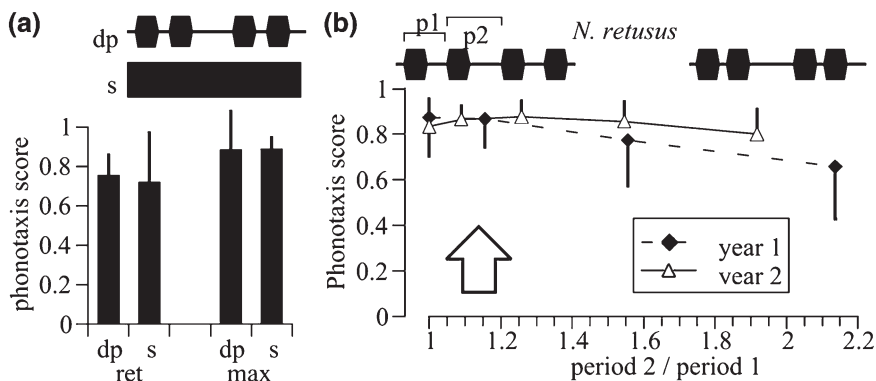 (a)
dp
s
phonotaxis score
1
0.8
0.6
0.4
0.2
0
dp s dp s
ret max
(b)
p1
p2
N. retusus
Phonotaxis score
1
0.8
0.6
0.4
0.2
0
year 1
vear 2
1 1.2 1.4 1.6 1.8 2 2.2
period 2 / period 1